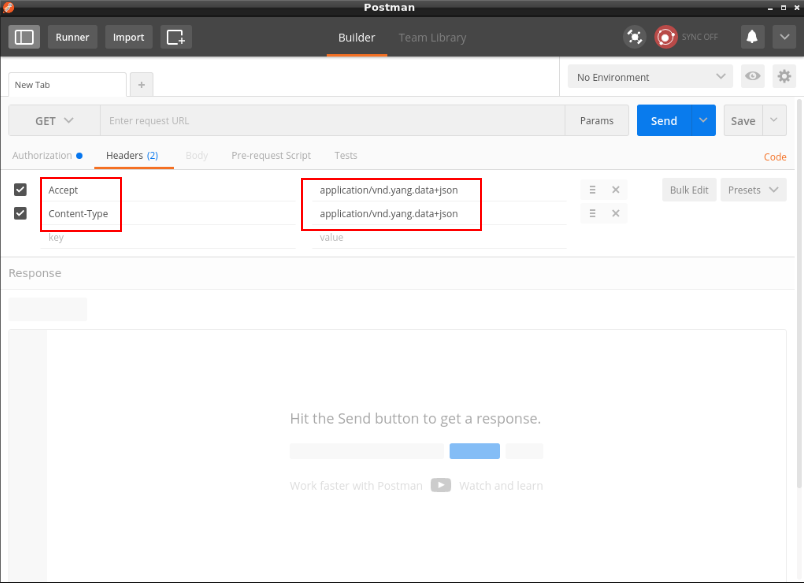 Postman
Runner
Import
Builder
Team Library
SYNC OFF
New Tab
+
No Environment
GET
Enter request URL
Params
Send
Save
Authorization
Headers (2)
Body
Pre-request Script
Tests
Code
Accept
application/vnd.yang.data+json
Bulk Edit
Presets
Content-Type
application/vnd.yang.data+json
key
value
Response
Hit the Send button to get a response.
Work faster with Postman
Watch and learn